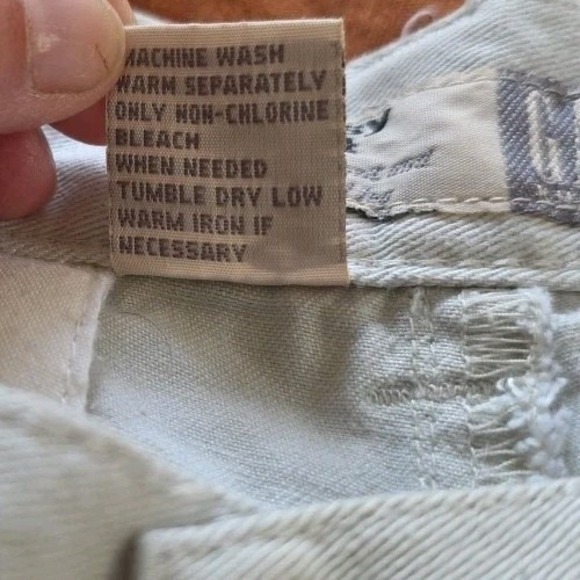 MACHINE WASH
WARM SEPARATELY
ONLY NON-CHLORINE
BLEACH
WHEN NEEDED
TUMBLE DRY LOW
WARM IRON IF
NECESSARY